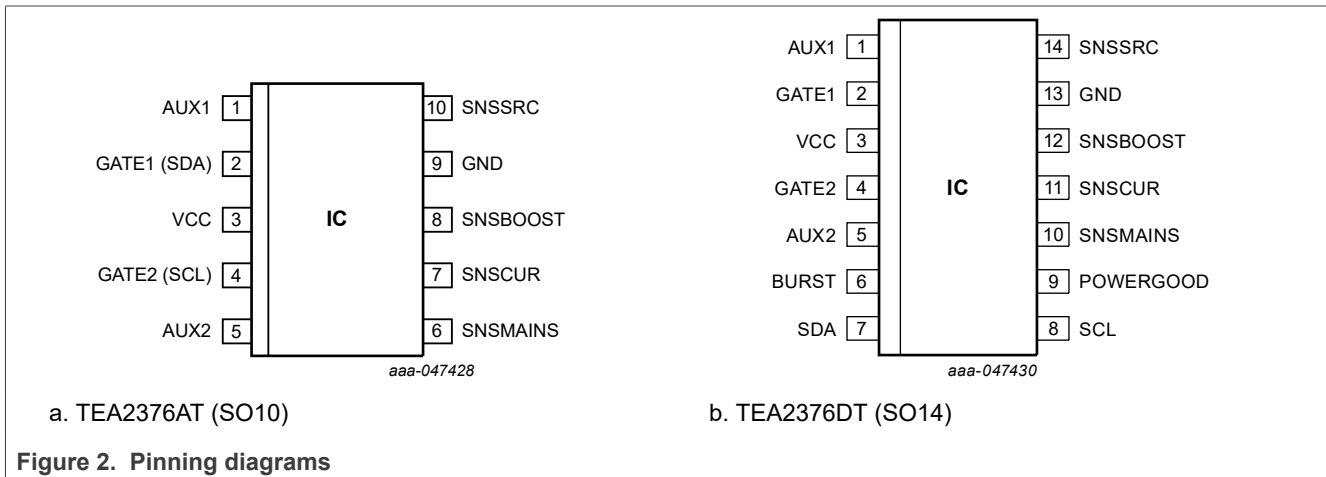 AUX1 1
GATE1 (SDA) 2
VCC 3
GATE2 (SCL) 4
AUX2 5
IC
10 SNSSRC
9 GND
8 SNSBOOST
7 SNSCUR
6 SNSMAINS
aaa-047428
a. TEA2376AT (SO10)
AUX1 1
GATE1 2
VCC 3
GATE2 4
AUX2 5
BURST 6
SDA 7
IC
14 SNSSRC
13 GND
12 SNSBOOST
11 SNSCUR
10 SNSMAINS
9 POWERGOOD
8 SCL
aaa-047430
b. TEA2376DT (SO14)
Figure 2. Pinning diagrams